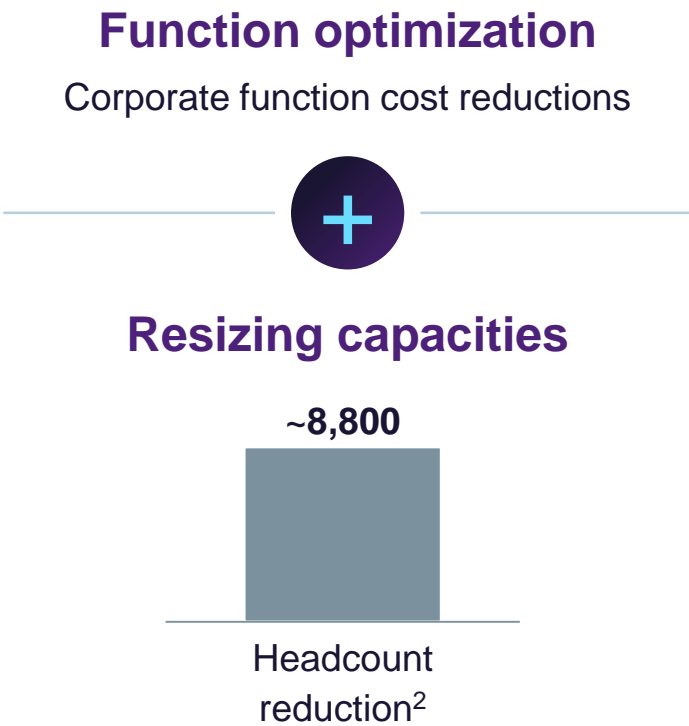 Function optimization
Corporate function cost reductions
+
Resizing capacities
~8,800
Headcount
reduction²